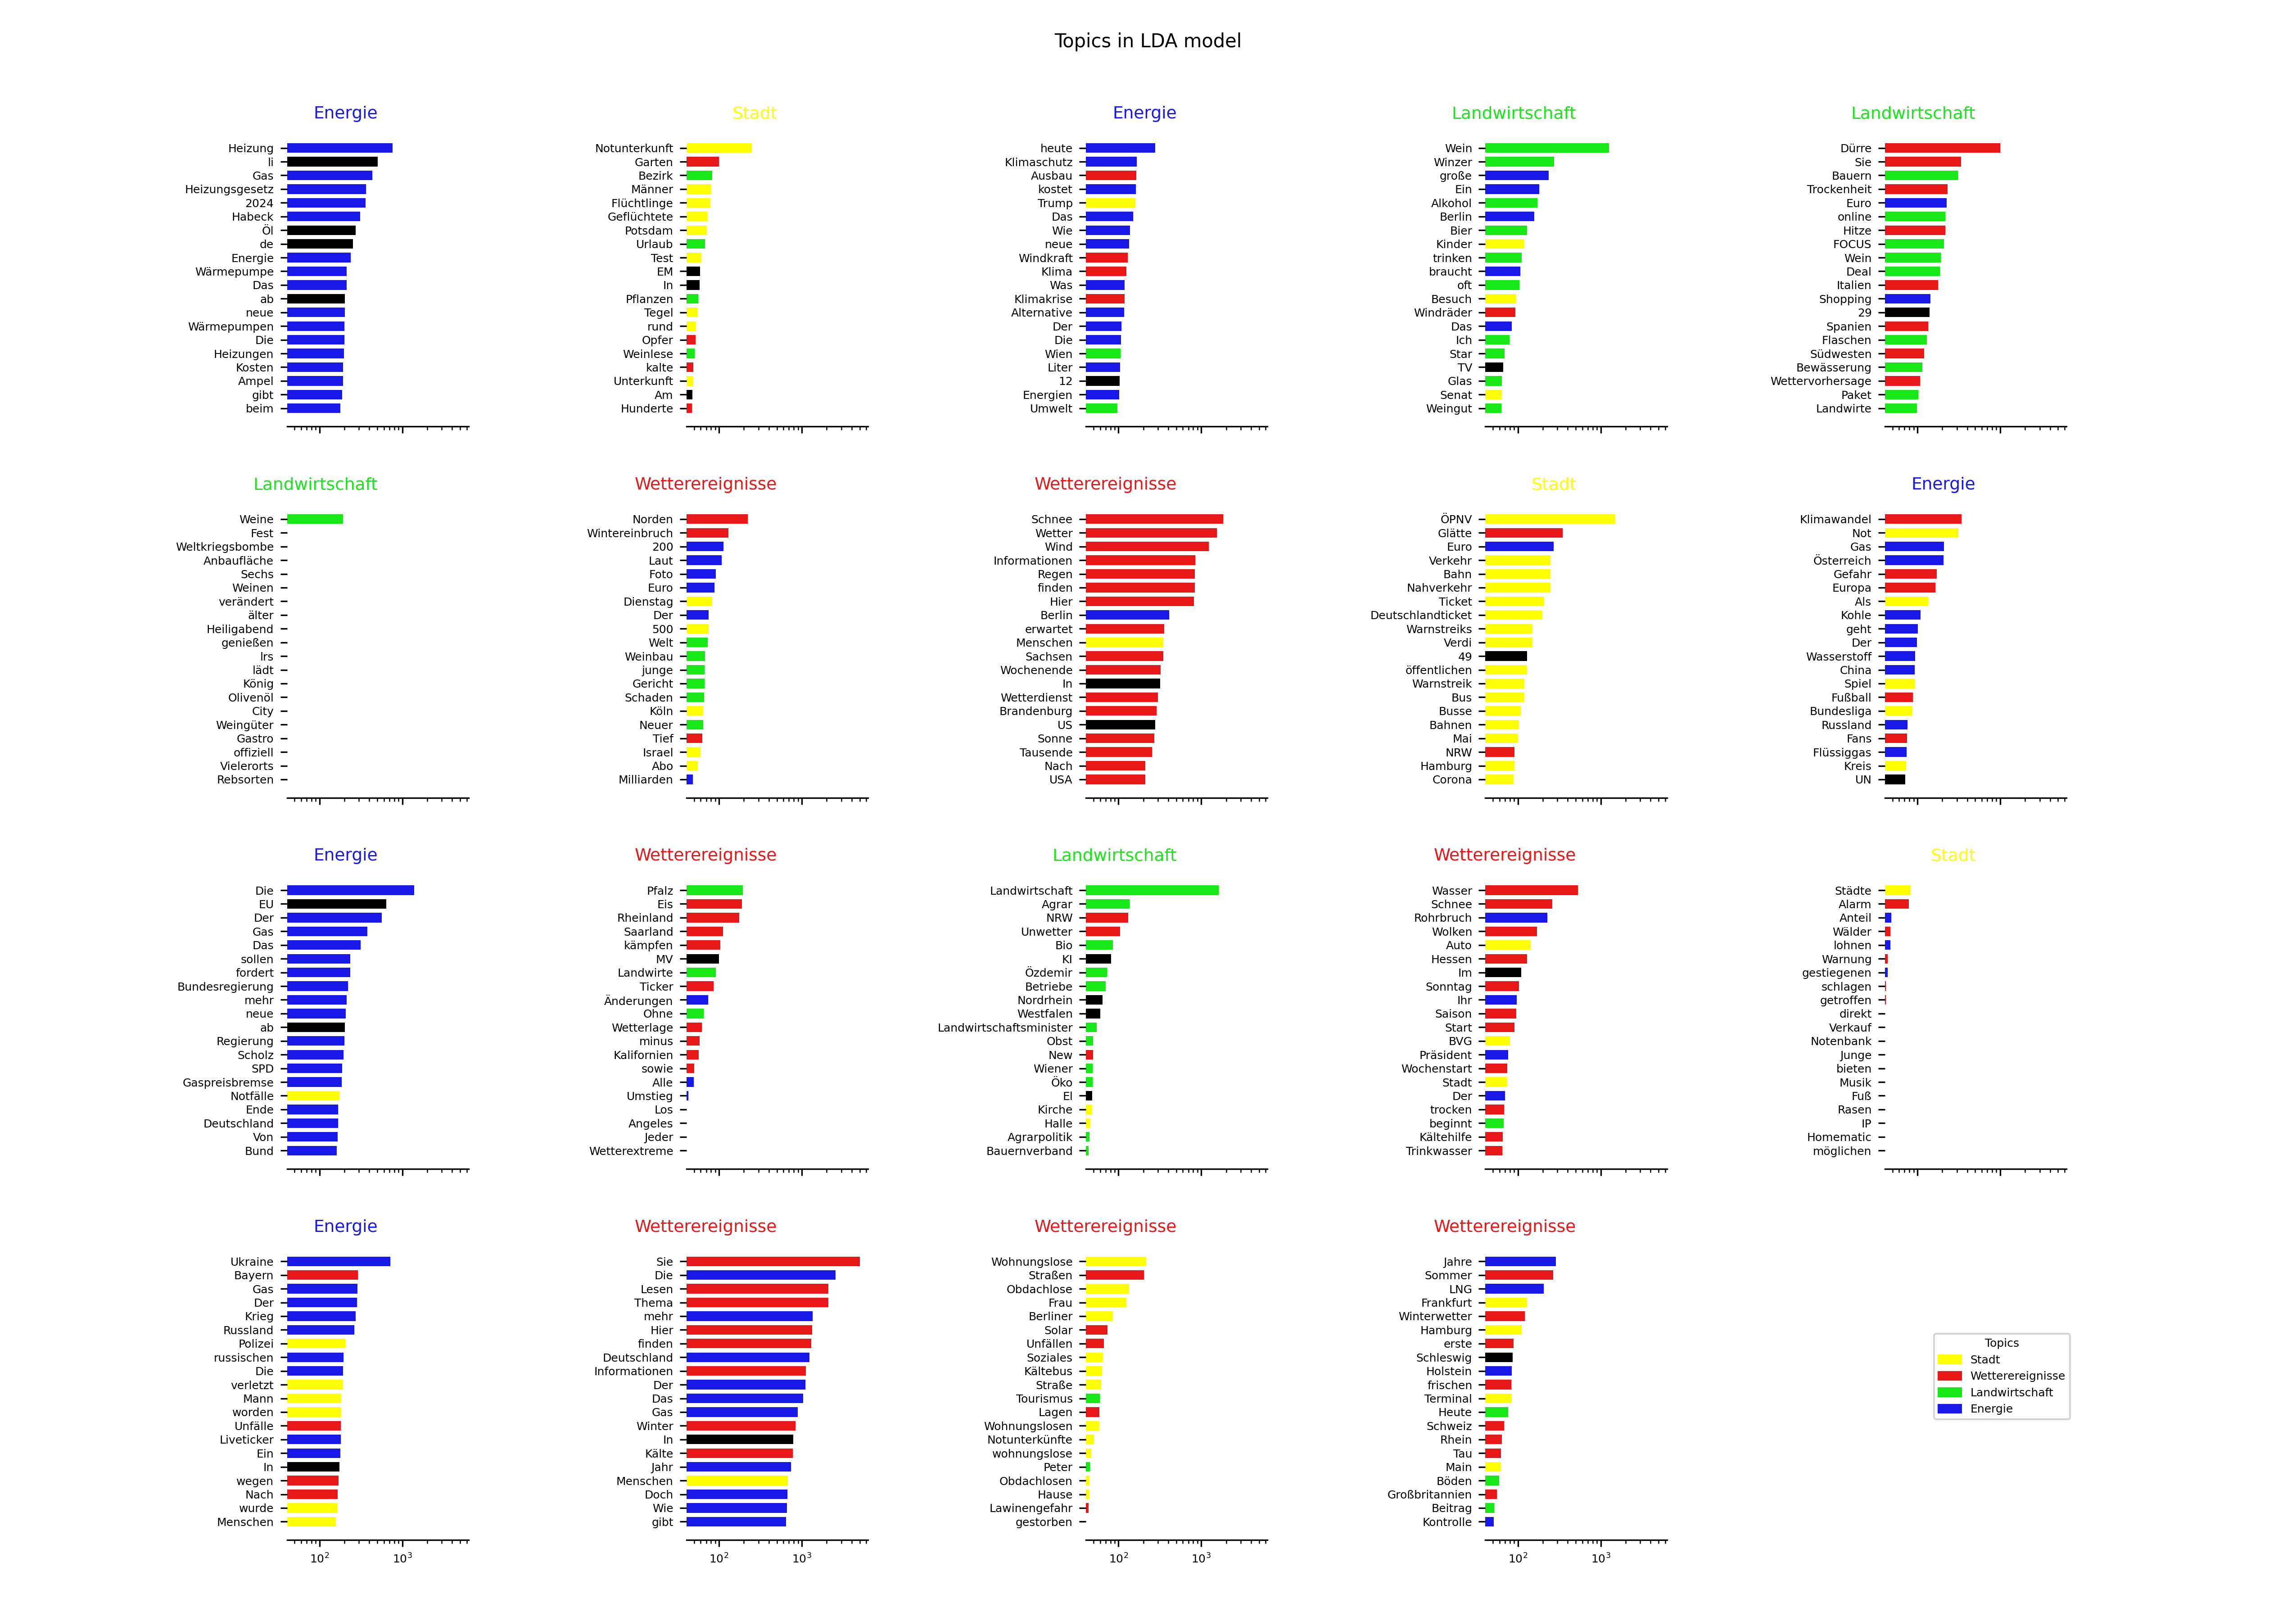 Topics in LDA model
Energie
Heizung
li
Gas
Heizungsgesetz
2024
Habeck
Öl
de
Energie
Wärmepumpe
Das
ab
neue
Wärmepumpen
Die
Heizungen
Kosten
Ampel
gibt
beim
Stadt
Notunterkunft
Garten
Bezirk
Männer
Flüchtlinge
Geflüchtete
Potsdam
Urlaub
Test
EM
In
Pflanzen
Tegel
rund
Opfer
Weinlese
kalte
Unterkunft
Am
Hunderte
Energie
heute
Klimaschutz
Ausbau
kostet
Trump
Das
Wie
neue
Windkraft
Klima
Was
Klimakrise
Alternative
Der
Die
Wien
Liter
12
Energien
Umwelt
Landwirtschaft
Wein
Winzer
große
Ein
Alkohol
Berlin
Bier
Kinder
trinken
braucht
oft
Besuch
Windräder
Das
Ich
Star
TV
Glas
Senat
Weingut
Landwirtschaft
Dürre
Sie
Bauern
Trockenheit
Euro
online
Hitze
FOCUS
Wein
Deal
Italien
Shopping
29
Spanien
Flaschen
Südwesten
Bewässerung
Wettervorhersage
Paket
Landwirte
Landwirtschaft
Weine
Fest
Weltkriegsbombe
Anbaufläche
Sechs
Weinen
verändert
älter
Heiligabend
genießen
lrs
lädt
König
Olivenöl
City
Weingüter
Gastro
offiziell
Vielerorts
Rebsorten
Wetterereignisse
Norden
Wintereinbruch
200
Laut
Foto
Euro
Dienstag
Der
500
Welt
Weinbau
junge
Gericht
Schaden
Köln
Neuer
Tief
Israel
Abo
Milliarden
Wetterereignisse
Schnee
Wetter
Wind
Informationen
Regen
finden
Hier
Berlin
erwartet
Menschen
Sachsen
Wochenende
In
Wetterdienst
Brandenburg
US
Sonne
Tausende
Nach
USA
Stadt
ÖPNV
Glätte
Euro
Verkehr
Bahn
Nahverkehr
Ticket
Deutschlandticket
Warnstreiks
Verdi
49
öffentlichen
Warnstreik
Bus
Busse
Bahnen
Mai
NRW
Hamburg
Corona
Energie
Klimawandel
Not
Gas
Österreich
Gefahr
Europa
Als
Kohle
geht
Der
Wasserstoff
China
Spiel
Fußball
Bundesliga
Russland
Fans
Flüssiggas
Kreis
UN
Energie
Die
EU
Der
Gas
Das
sollen
fordert
Bundesregierung
mehr
neue
ab
Regierung
Scholz
SPD
Gaspreisbremse
Notfälle
Ende
Deutschland
Von
Bund
Wetterereignisse
Pfalz
Eis
Rheinland
Saarland
kämpfen
MV
Landwirte
Ticker
Änderungen
Ohne
Wetterlage
minus
Kalifornien
sowie
Alle
Umstieg
Los
Angeles
Jeder
Wetterextreme
Landwirtschaft
Landwirtschaft
Agrar
NRW
Unwetter
Bio
KI
Özdemir
Betriebe
Nordrhein
Westfalen
Landwirtschaftsminister
Obst
New
Wiener
Öko
El
Kirche
Halle
Agrarpolitik
Bauernverband
Wetterereignisse
Wasser
Schnee
Rohrbruch
Wolken
Auto
Hessen
Im
Sonntag
Ihr
Saison
Start
BVG
Präsident
Wochenstart
Stadt
Der
trocken
beginnt
Kältehilfe
Trinkwasser
Stadt
Städte
Alarm
Anteil
Wälder
lohnen
Warnung
gestiegenen
schlagen
getroffen
direkt
Verkauf
Notenbank
Junge
bieten
Musik
Fuß
Rasen
IP
Homematic
möglichen
Energie
Ukraine
Bayern
Gas
Der
Krieg
Russland
Polizei
russischen
Die
verletzt
Mann
worden
Unfälle
Liveticker
Ein
In
wegen
Nach
wurde
Menschen
10² 10³
Wetterereignisse
Sie
Die
Lesen
Thema
mehr
Hier
finden
Deutschland
Informationen
Der
Das
Gas
Winter
In
Kälte
Jahr
Menschen
Doch
Wie
gibt
10² 10³
Wetterereignisse
Wohnungslose
Straßen
Obdachlose
Frau
Berliner
Solar
Unfällen
Soziales
Kältebus
Straße
Tourismus
Lagen
Wohnungslosen
Notunterkünfte
wohnungslose
Peter
Obdachlosen
Hause
Lawinengefahr
gestorben
10² 10³
Wetterereignisse
Jahre
Sommer
LNG
Frankfurt
Winterwetter
Hamburg
erste
Schleswig
Holstein
frischen
Terminal
Heute
Schweiz
Rhein
Tau
Main
Böden
Großbritannien
Beitrag
Kontrolle
10² 10³
Topics
Stadt
Wetterereignisse
Landwirtschaft
Energie